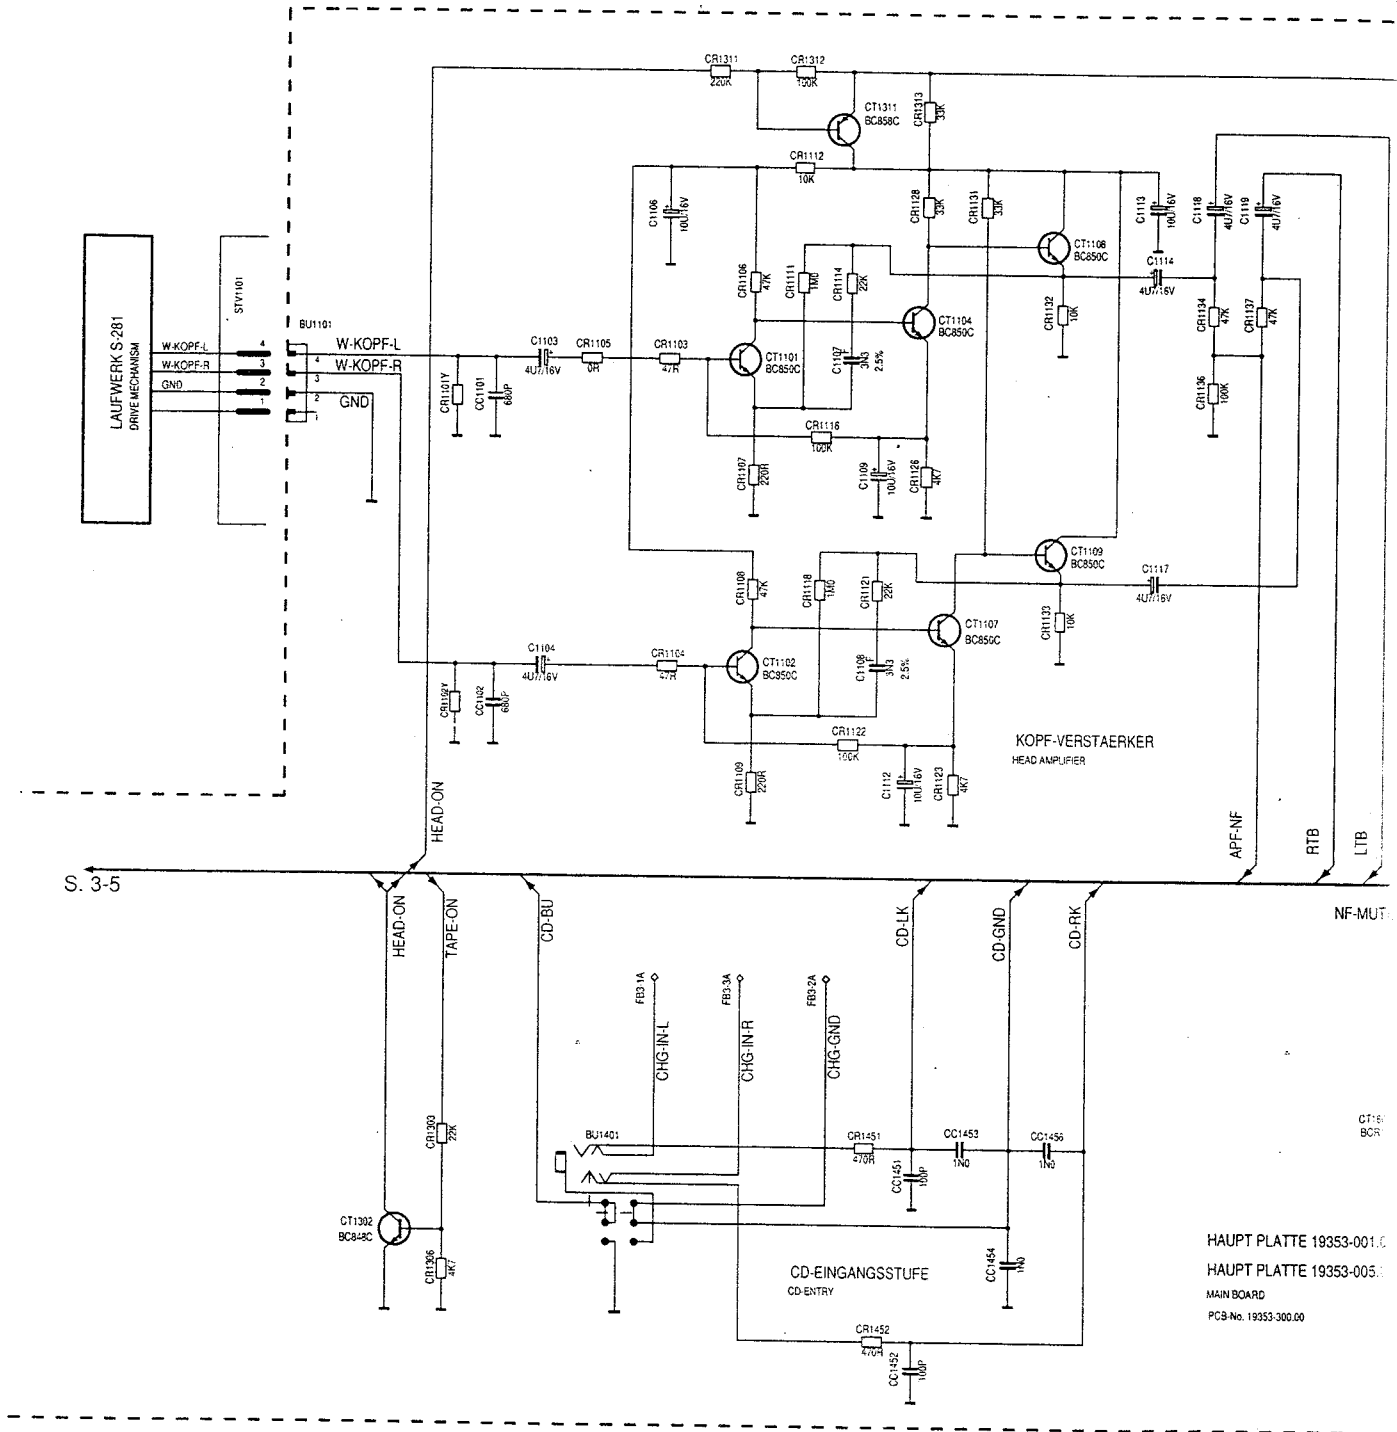 CR1311
220K
CR1312
CT1311
BC858C
CR1313
33K
CR1112
10K
C1106
10U/16V
CR1128
33K
CR1131
33K
C1113
10U/16V
C1118
4U7/16V
C1119
4U7/16V
CT1108
BC850C
C1114
4U7/16V
CR1106
47K
CR1111
1M0
CR1114
22K
CR1132
10K
CR1134
47K
CR1137
47K
LAUFWERK S-281
DRIVE MECHANISM
STV1101
BU1101
W-KOPF-L
4
W-KOPF-R
3
GND
2
1
W-KOPF-L
4
W-KOPF-R
3
GND
2
1
CR1101Y
CC1101
680P
C1103
4U7/16V
CR1105
0R
CR1103
47R
CT1101
BC850C
C1107
3N3
2.5%
CT1104
BC850C
CR1136
100K
CR1116
100K
CR1107
220R
C1109
10U/16V
CR1126
4K7
CR1108
47K
CR1118
1M0
CR1121
22K
CT1109
BC850C
C1117
4U7/16V
CR1133
10K
CT1107
BC850C
C1104
4U7/16V
CR1104
47R
CT1102
BC850C
C1108
3N3
2.5%
CR1102Y
CC1102
680P
CR1122
100K
CR1109
220R
C1112
10U/16V
CR1123
4K7
KOPF-VERSTAERKER
HEAD AMPLIFIER
HEAD-ON
APF-NF
RTB
LTB
S. 3-5
HEAD-ON
TAPE-ON
CD-BU
CD-LK
CD-GND
CD-RK
NF-MUT
FB3-1A
FB3-3A
FB3-2A
CHG-IN-L
CHG-IN-R
CHG-GND
CR1303
22K
BU1401
CR1451
470R
CC1453
1N0
CC1456
1N0
CC1451
100P
CT1302
BC848C
CR1306
4K7
CC1454
1N0
CD-EINGANGSSTUFE
CD-ENTRY
CR1452
470R
CC1452
100P
HAUPT PLATTE 19353-001.
HAUPT PLATTE 19353-005.
MAIN BOARD
PCB-No. 19353-300.00